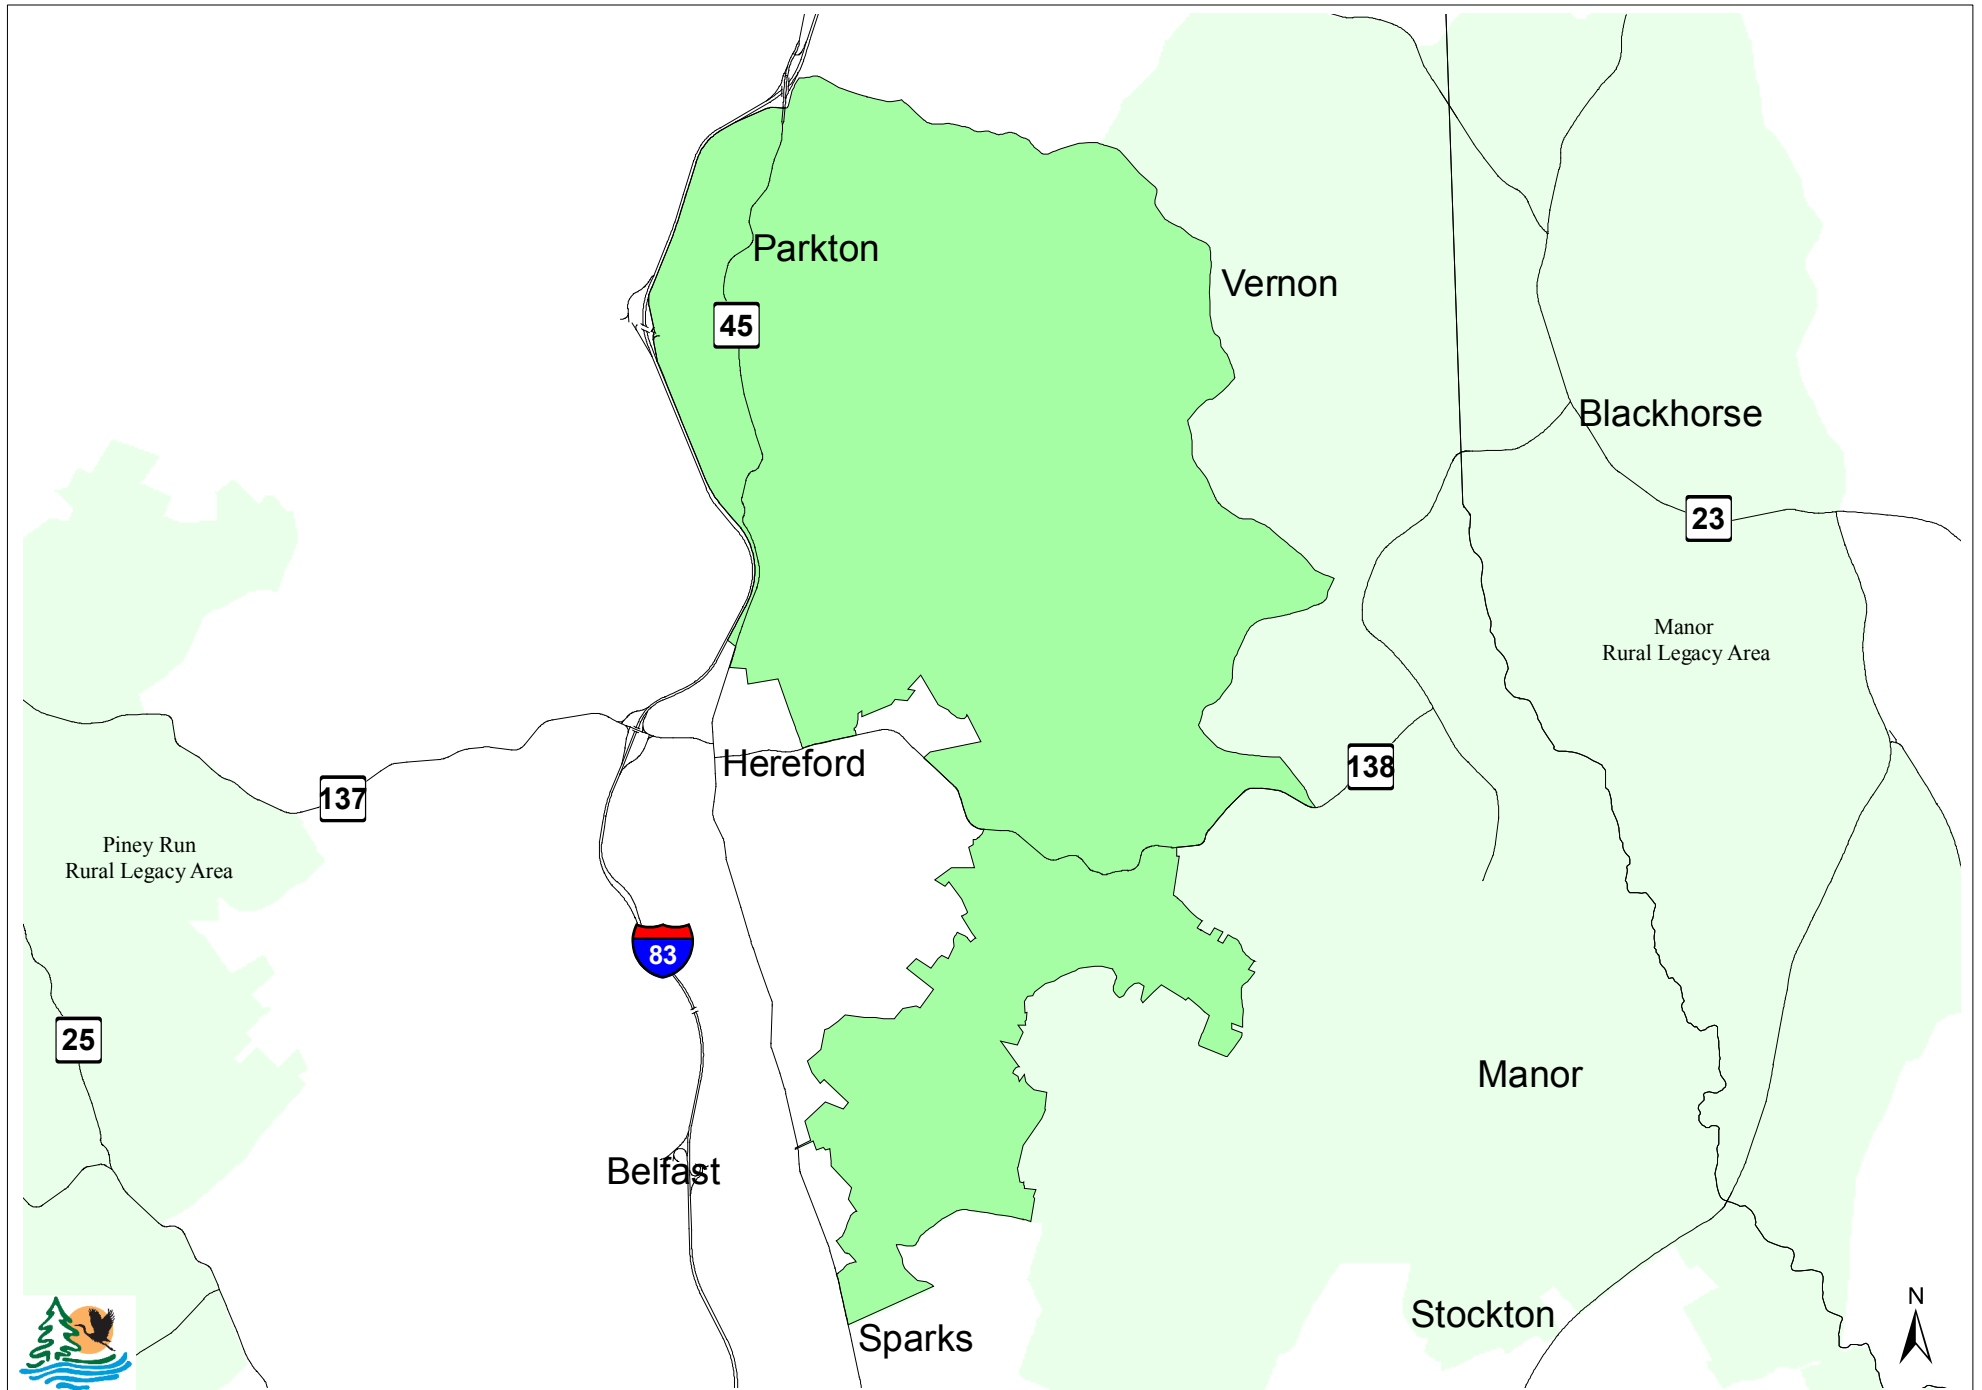 Parkton
Vernon
45
Blackhorse
23
Manor
Rural Legacy Area
Hereford
138
137
Piney Run
Rural Legacy Area
83
25
Manor
Belfast
N
Stockton
Sparks